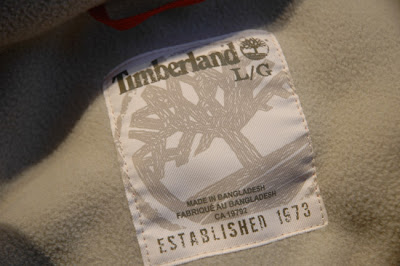 Timberland
L/G
MADE IN BANGLADESH
FABRIQUÉ AU BANGLADESH
CA 19792
ESTABLISHED 1973